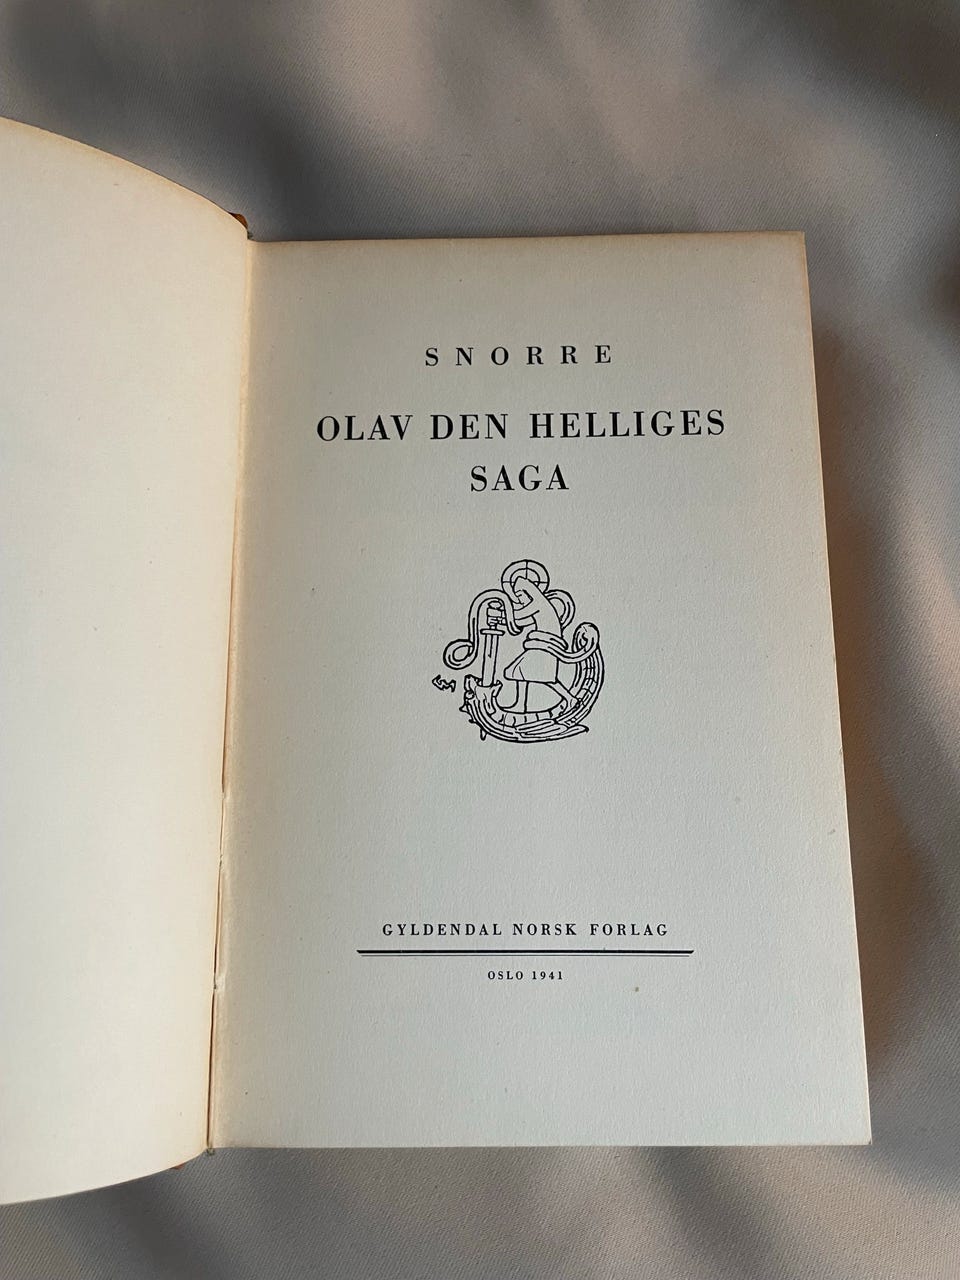 SNORRE
OLAV DEN HELLIGES
SAGA
GYLDENDAL NORSK FORLAG
OSLO 1941